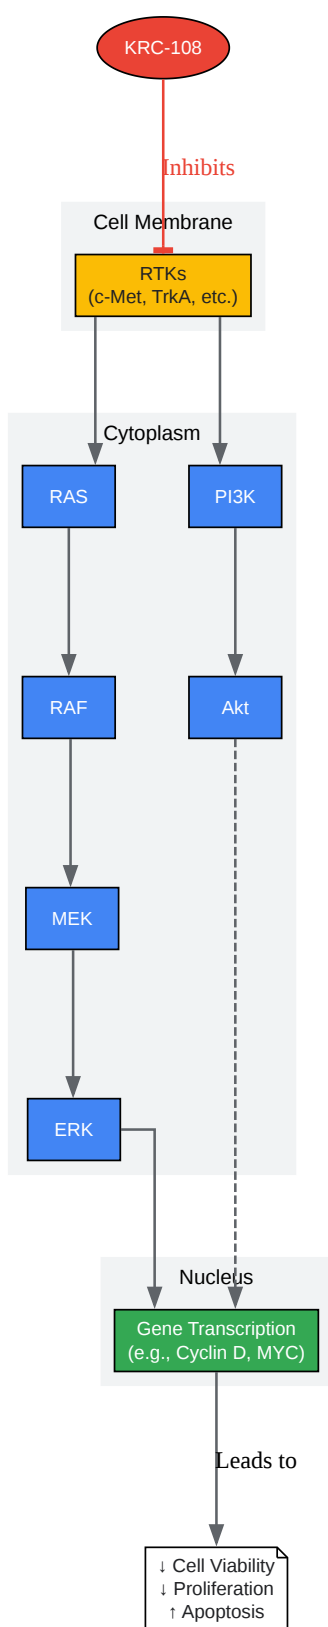 KRC-108
Inhibits
Cell Membrane
RTKs
(c-Met, TrkA, etc.)
Cytoplasm
RAS
PI3K
RAF
Akt
MEK
ERK
Nucleus
Gene Transcription
(e.g., Cyclin D, MYC)
Leads to
↓ Cell Viability
↓ Proliferation
↑ Apoptosis